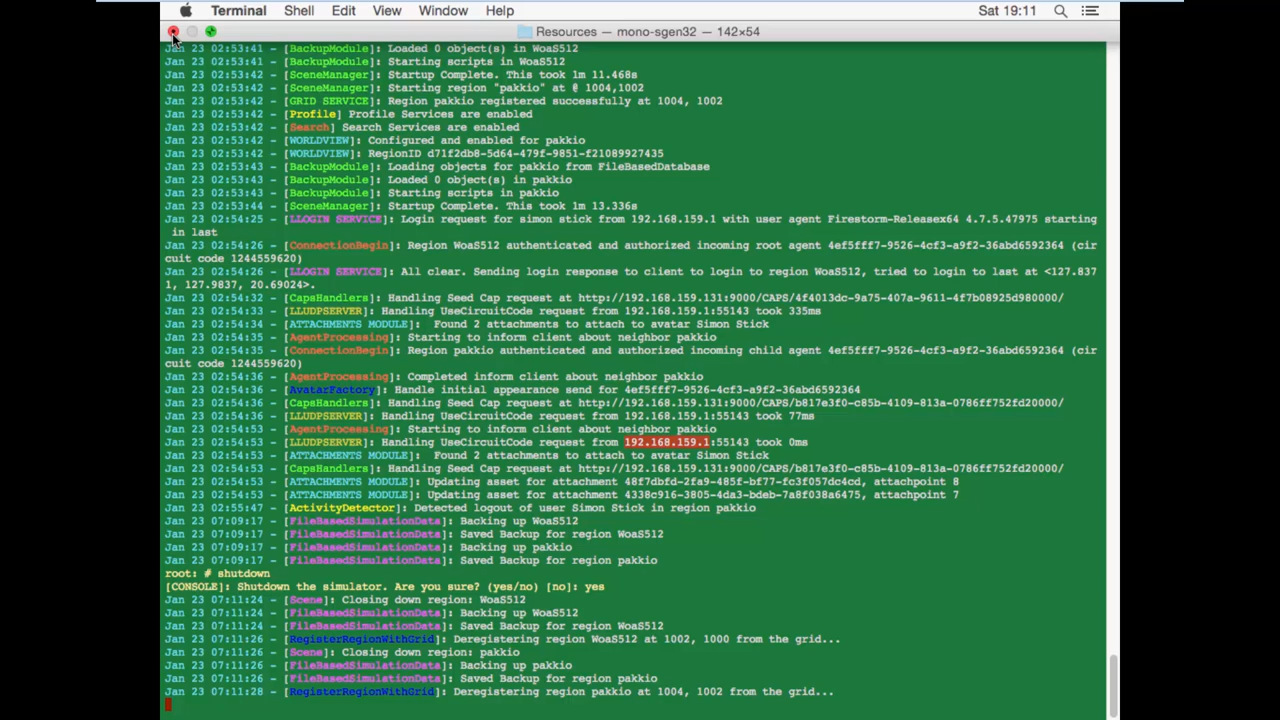 Terminal Shell Edit View Window Help Sat 19:11
Resources — mono-sgen32 — 142×54
Jan 23 02:53:41 - [BackupModule]: Loaded 0 object(s) in WoaS512
Jan 23 02:53:41 - [BackupModule]: Starting scripts in WoaS512
Jan 23 02:53:42 - [SceneManager]: Startup Complete. This took 1m 11.468s
Jan 23 02:53:42 - [SceneManager]: Starting region "pakkio" at @ 1004,1002
Jan 23 02:53:42 - [GRID SERVICE]: Region pakkio registered successfully at 1004, 1002
Jan 23 02:53:42 - [Profile] Profile Services are enabled
Jan 23 02:53:42 - [Search] Search Services are enabled
Jan 23 02:53:42 - [WORLDVIEW]: Configured and enabled for pakkio
Jan 23 02:53:42 - [WORLDVIEW]: RegionID d71f2db8-5d64-479f-9851-f21089927435
Jan 23 02:53:43 - [BackupModule]: Loading objects for pakkio from FileBasedDatabase
Jan 23 02:53:43 - [BackupModule]: Loaded 0 object(s) in pakkio
Jan 23 02:53:43 - [BackupModule]: Starting scripts in pakkio
Jan 23 02:53:44 - [SceneManager]: Startup Complete. This took 1m 13.336s
Jan 23 02:54:25 - [LLOGIN SERVICE]: Login request for simon stick from 192.168.159.1 with user agent Firestorm-Releasex64 4.7.5.47975 starting
in last
Jan 23 02:54:26 - [ConnectionBegin]: Region WoaS512 authenticated and authorized incoming root agent 4ef5fff7-9526-4cf3-a9f2-36abd6592364 (cir
cuit code 1244559620)
Jan 23 02:54:26 - [LLOGIN SERVICE]: All clear. Sending login response to client to login to region WoaS512, tried to login to last at <127.837
1, 127.9837, 20.69024>.
Jan 23 02:54:32 - [CapsHandlers]: Handling Seed Cap request at http://192.168.159.131:9000/CAPS/4f4013dc-9a75-407a-9611-4f7b08925d980000/
Jan 23 02:54:33 - [LLUDPSERVER]: Handling UseCircuitCode request from 192.168.159.1:55143 took 335ms
Jan 23 02:54:34 - [ATTACHMENTS MODULE]:  Found 2 attachments to attach to avatar Simon Stick
Jan 23 02:54:35 - [AgentProcessing]: Starting to inform client about neighbor pakkio
Jan 23 02:54:35 - [ConnectionBegin]: Region pakkio authenticated and authorized incoming child agent 4ef5fff7-9526-4cf3-a9f2-36abd6592364 (cir
cuit code 1244559620)
Jan 23 02:54:36 - [AgentProcessing]: Completed inform client about neighbor pakkio
Jan 23 02:54:36 - [AvatarFactory]: Handle initial appearance send for 4ef5fff7-9526-4cf3-a9f2-36abd6592364
Jan 23 02:54:36 - [CapsHandlers]: Handling Seed Cap request at http://192.168.159.131:9000/CAPS/b817e3f0-c85b-4109-813a-0786ff752fd20000/
Jan 23 02:54:36 - [LLUDPSERVER]: Handling UseCircuitCode request from 192.168.159.1:55143 took 77ms
Jan 23 02:54:53 - [AgentProcessing]: Starting to inform client about neighbor pakkio
Jan 23 02:54:53 - [LLUDPSERVER]: Handling UseCircuitCode request from 192.168.159.1:55143 took 0ms
Jan 23 02:54:53 - [ATTACHMENTS MODULE]:  Found 2 attachments to attach to avatar Simon Stick
Jan 23 02:54:53 - [CapsHandlers]: Handling Seed Cap request at http://192.168.159.131:9000/CAPS/b817e3f0-c85b-4109-813a-0786ff752fd20000/
Jan 23 02:55:46 - [ATTACHMENTS MODULE]: Updating asset for attachment 48f7dbfd-2fa9-485f-bf77-fc3f057dc4cd, attachpoint 8
Jan 23 02:55:46 - [ATTACHMENTS MODULE]: Updating asset for attachment 4338c916-3805-4da3-bdeb-7a8f038a6475, attachpoint 7
Jan 23 02:55:47 - [ActivityDetector]: Detected logout of user Simon Stick in region pakkio
Jan 23 07:09:17 - [FileBasedSimulationData]: Backing up WoaS512
Jan 23 07:09:17 - [FileBasedSimulationData]: Saved Backup for region WoaS512
Jan 23 07:09:17 - [FileBasedSimulationData]: Backing up pakkio
Jan 23 07:09:17 - [FileBasedSimulationData]: Saved Backup for region pakkio
root: # shutdown
[CONSOLE]: Shutdown the simulator. Are you sure? (yes/no) [no]: yes
Jan 23 07:11:24 - [Scene]: Closing down region: WoaS512
Jan 23 07:11:24 - [FileBasedSimulationData]: Backing up WoaS512
Jan 23 07:11:24 - [FileBasedSimulationData]: Saved Backup for region WoaS512
Jan 23 07:11:26 - [RegisterRegionWithGrid]: Deregistering region WoaS512 at 1002, 1000 from the grid...
Jan 23 07:11:26 - [Scene]: Closing down region: pakkio
Jan 23 07:11:26 - [FileBasedSimulationData]: Backing up pakkio
Jan 23 07:11:26 - [FileBasedSimulationData]: Saved Backup for region pakkio
Jan 23 07:11:28 - [RegisterRegionWithGrid]: Deregistering region pakkio at 1004, 1002 from the grid...